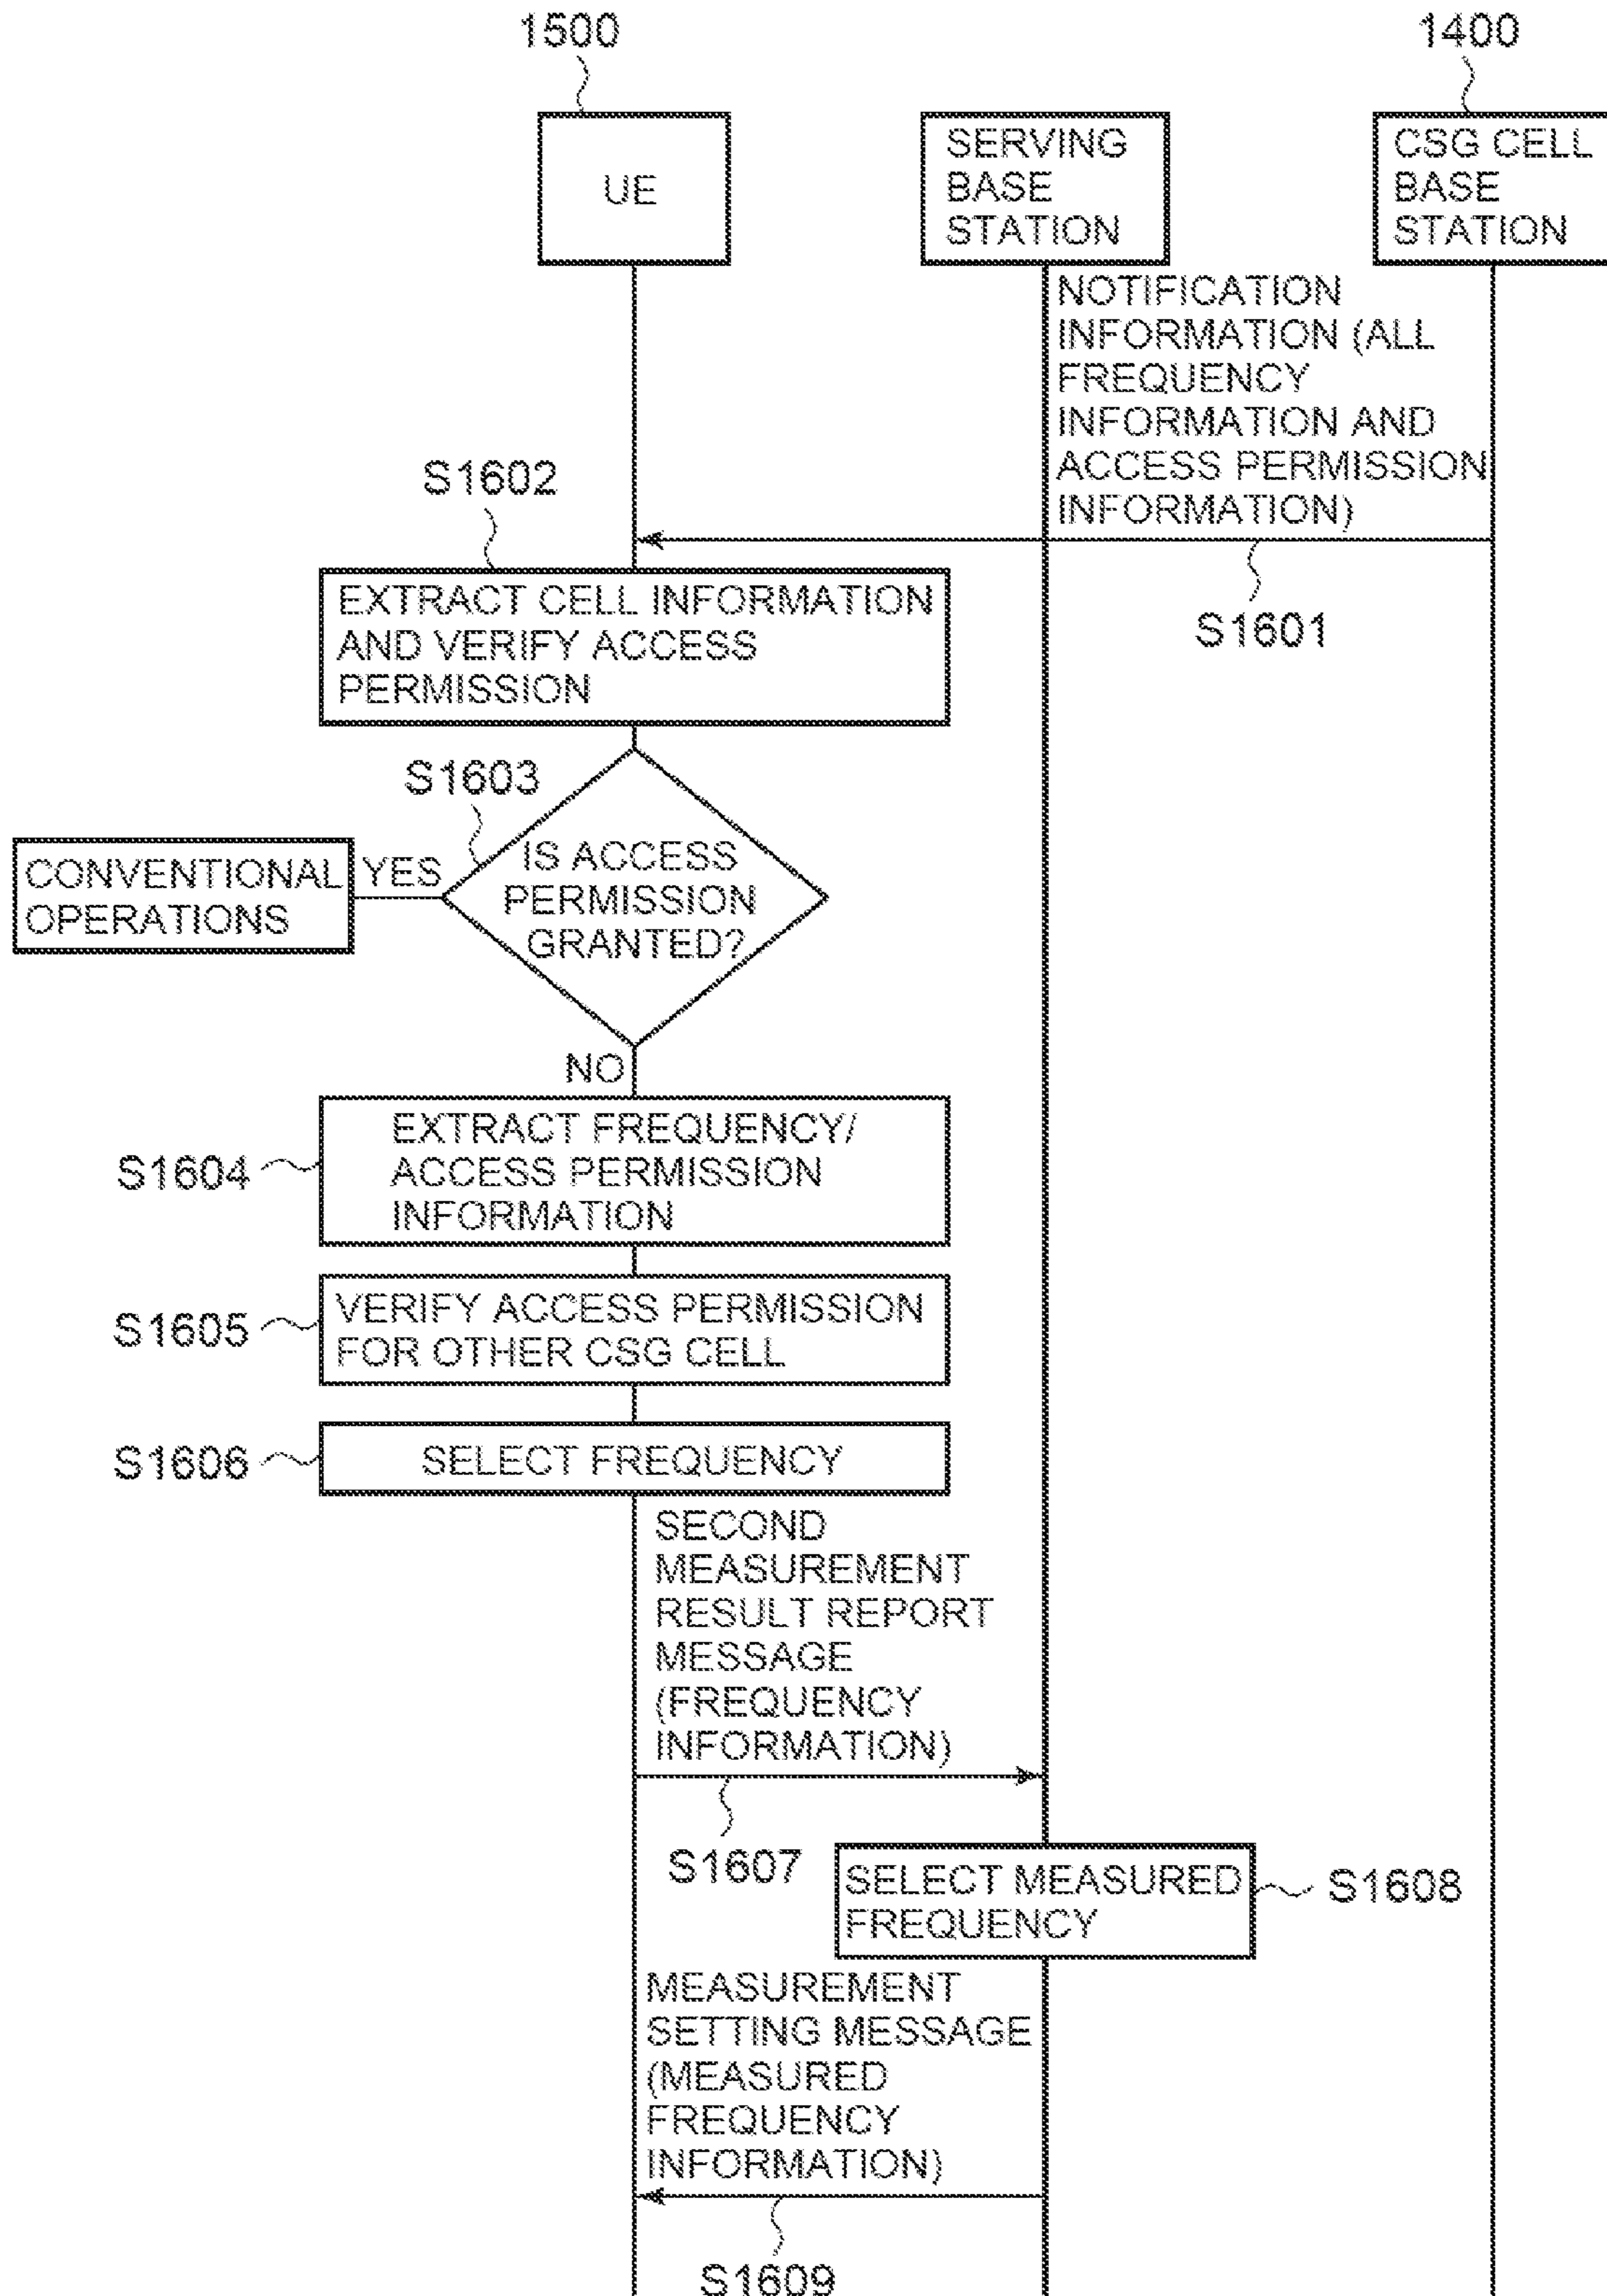 1500
1400
UE
SERVING
BASE
STATION
CSG CELL
BASE
STATION
NOTIFICATION
INFORMATION (ALL
FREQUENCY
INFORMATION AND
ACCESS PERMISSION
INFORMATION)
S1601
S1602
EXTRACT CELL INFORMATION
AND VERIFY ACCESS
PERMISSION
S1603
IS ACCESS
PERMISSION
GRANTED?
YES
CONVENTIONAL
OPERATIONS
NO
S1604
EXTRACT FREQUENCY/
ACCESS PERMISSION
INFORMATION
S1605
VERIFY ACCESS PERMISSION
FOR OTHER CSG CELL
S1606
SELECT FREQUENCY
SECOND
MEASUREMENT
RESULT REPORT
MESSAGE
(FREQUENCY
INFORMATION)
S1607
SELECT MEASURED
FREQUENCY
S1608
MEASUREMENT
SETTING MESSAGE
(MEASURED
FREQUENCY
INFORMATION)
S1609